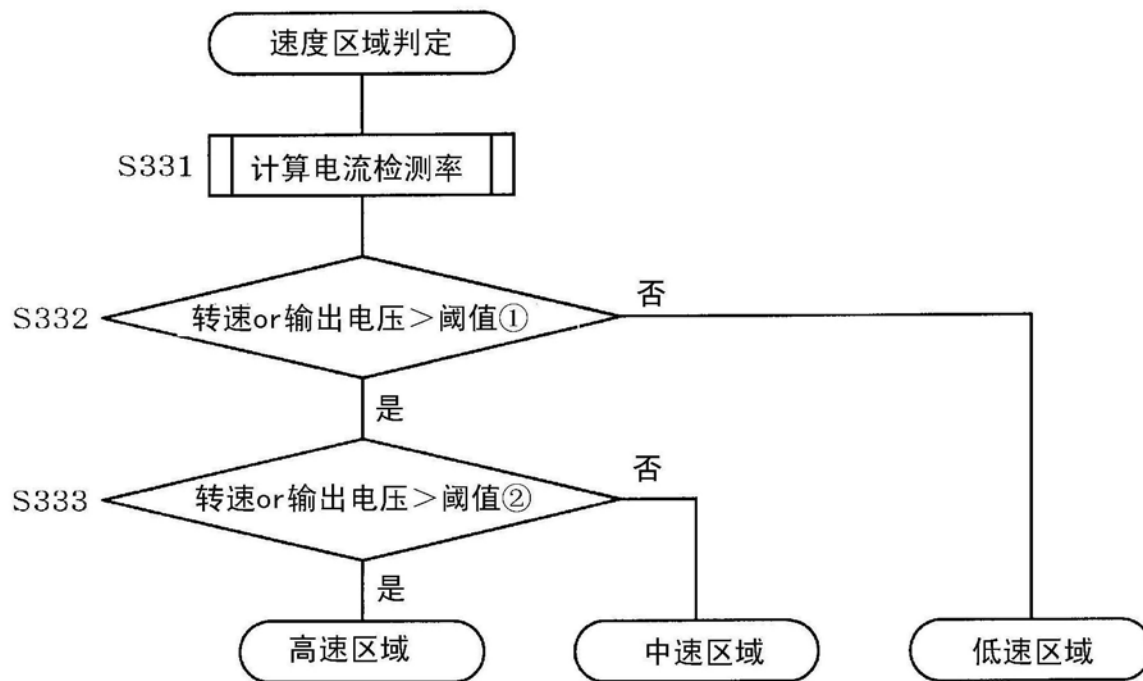 速度区域判定
S331 计算电流检测率
否
S332 转速or输出电压＞阈值①
是
否
S333 转速or输出电压＞阈值②
是
高速区域 中速区域 低速区域